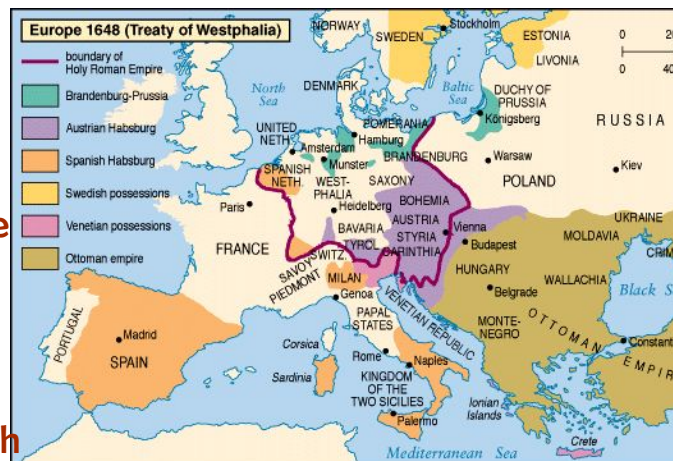 Europe 1648 (Treaty of Westphalia)
boundary of
Holy Roman Empire
Brandenburg-Prussia
Austrian Habsburg
Spanish Habsburg
Swedish possessions
Venetian possessions
Ottoman empire
e
h
NORWAY
SWEDEN
Stockholm
ESTONIA
LIVONIA
0 20
0 40
North
Sea
DENMARK
Baltic
Sea
DUCHY OF
PRUSSIA
Königsberg
RUSSIA
POMERANIA
Hamburg
UNITED
NETH.
Amsterdam
Munster
BRANDENBURG
Warsaw
Kiev
SPANISH
NETH.
WEST-
PHALIA
SAXONY
POLAND
Paris
Heidelberg
BOHEMIA
BAVARIA
AUSTRIA
Vienna
UKRAINE
FRANCE
TYROL
STYRIA
CARINTHIA
Budapest
MOLDAVIA
CRIM
SWITZ.
SAVOY
PIEDMONT
MILAN
HUNGARY
WALLACHIA
Genoa
Belgrade
Black S
VENETIAN REPUBLIC
PAPAL
STATES
MONTE-
NEGRO
OTTOMAN
EMPIR
Constant
PORTUGAL
Madrid
SPAIN
Corsica
Sardinia
Rome
Naples
KINGDOM
OF THE
TWO SICILIES
Palermo
Ionian
Islands
Crete
Mediterranean Sea